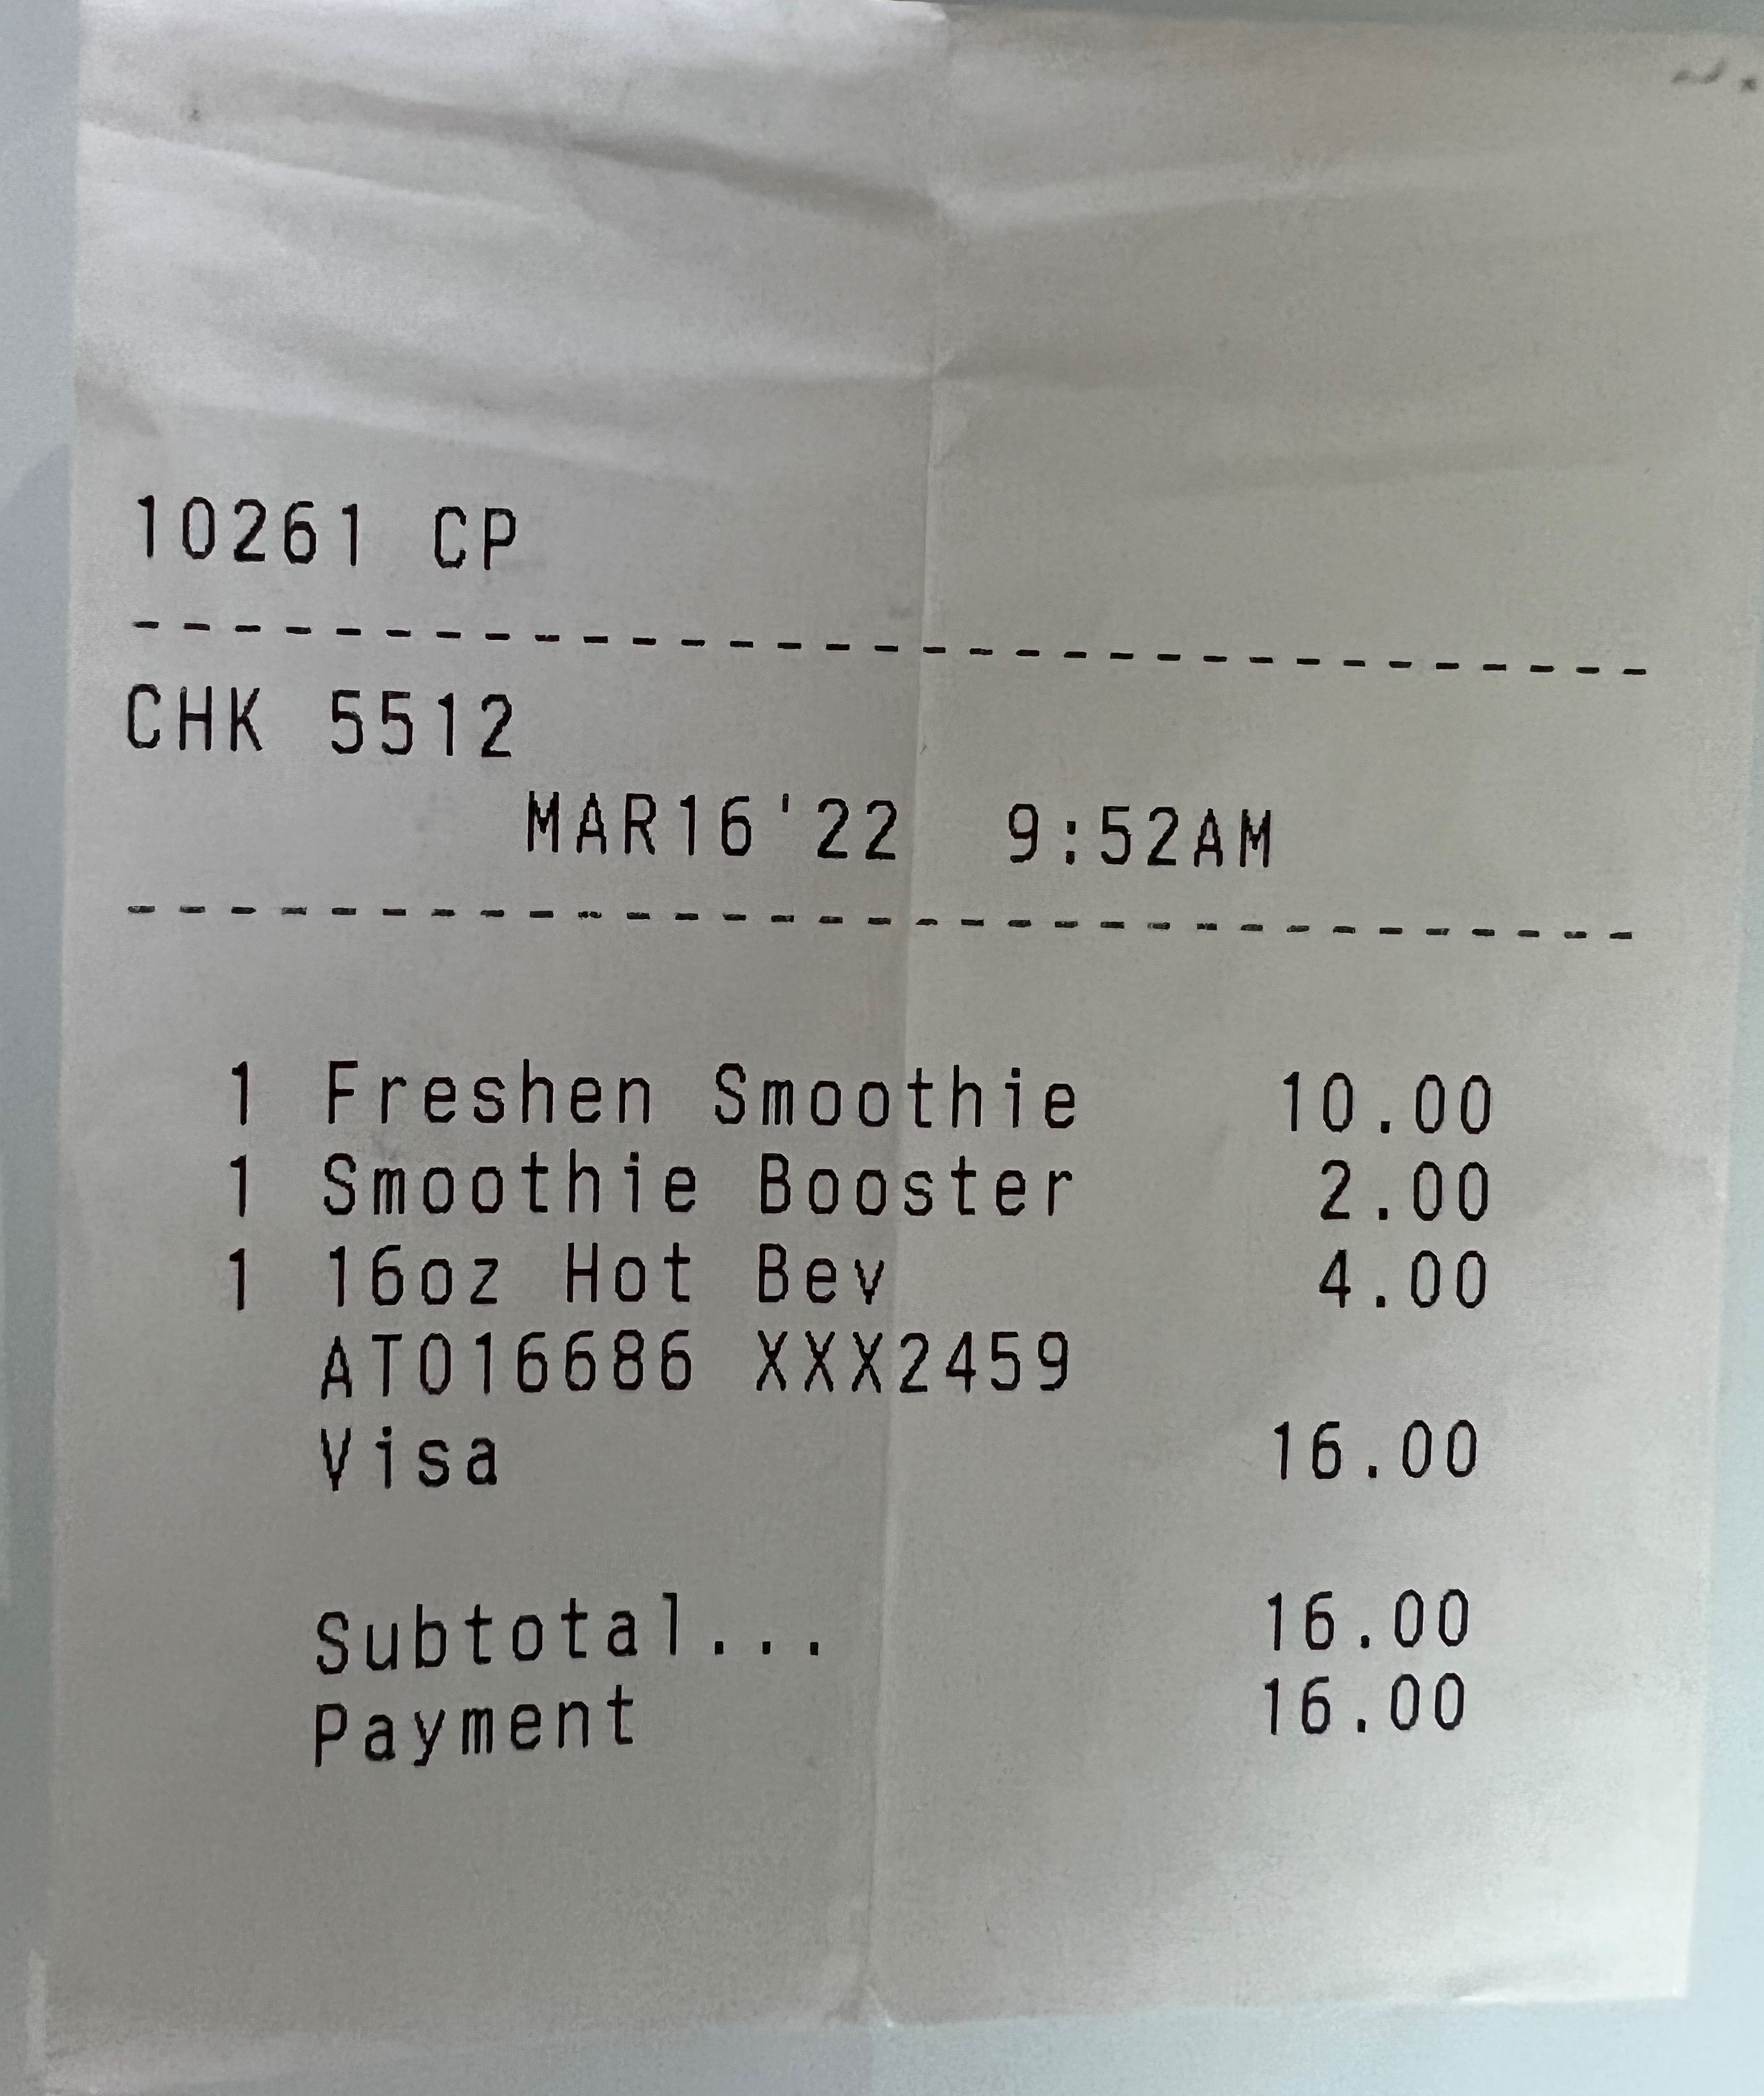 10261 CP
- - - - - - - - - - - - - - - - - - - - - - - - - - - - - - - -
CHK 5512
MAR16'22 9:52AM
- - - - - - - - - - - - - - - - - - - - - - - - - - - - - - - -
1 Freshen Smoothie 10.00
1 Smoothie Booster 2.00
1 16oz Hot Bev 4.00
AT016686 XXX2459
Visa 16.00
Subtotal... 16.00
Payment 16.00